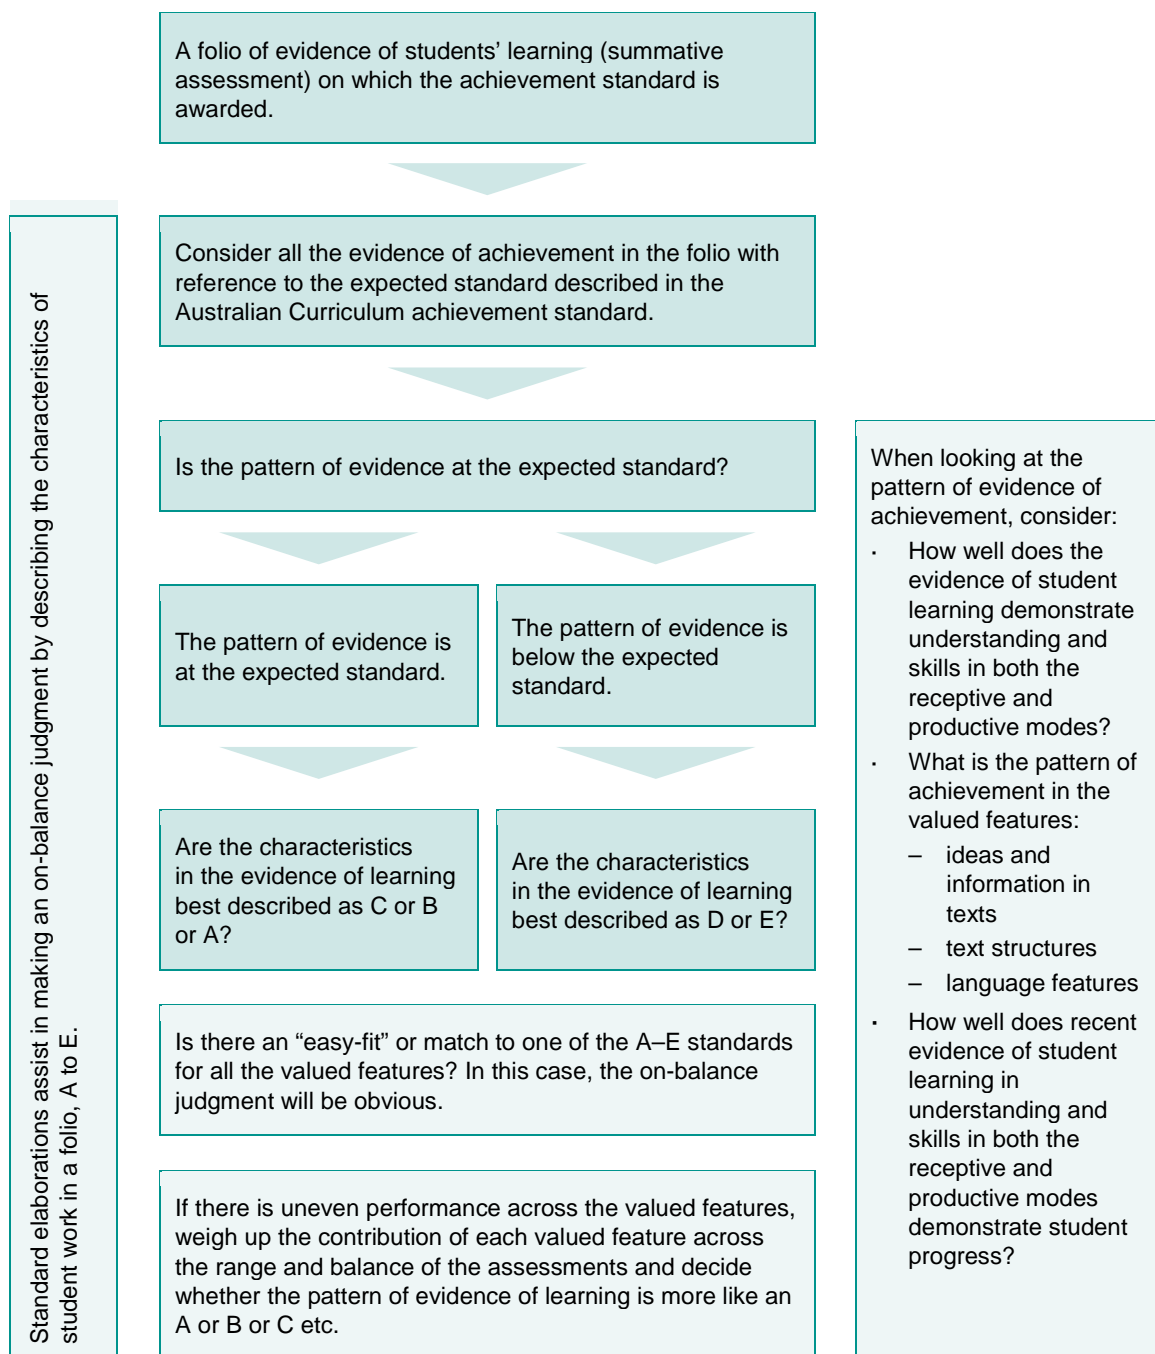 A folio of evidence of students’ learning (summative
assessment) on which the achievement standard is
awarded.
Standard elaborations assist in making an on-balance judgment by describing the characteristics of
student work in a folio, A to E.
Consider all the evidence of achievement in the folio with
reference to the expected standard described in the
Australian Curriculum achievement standard.
Is the pattern of evidence at the expected standard?
The pattern of evidence is
at the expected standard.
The pattern of evidence is
below the expected
standard.
Are the characteristics
in the evidence of learning
best described as C or B
or A?
Are the characteristics
in the evidence of learning
best described as D or E?
Is there an “easy-fit” or match to one of the A–E standards
for all the valued features? In this case, the on-balance
judgment will be obvious.
If there is uneven performance across the valued features,
weigh up the contribution of each valued feature across
the range and balance of the assessments and decide
whether the pattern of evidence of learning is more like an
A or B or C etc.
When looking at the
pattern of evidence of
achievement, consider:
· How well does the
evidence of student
learning demonstrate
understanding and
skills in both the
receptive and
productive modes?
· What is the pattern of
achievement in the
valued features:
– ideas and
information in
texts
– text structures
– language features
· How well does recent
evidence of student
learning in
understanding and
skills in both the
receptive and
productive modes
demonstrate student
progress?